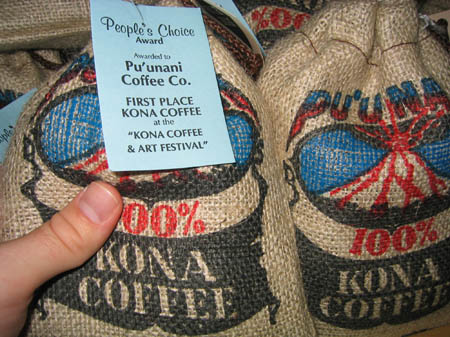 People's Choice
Award
Awarded to
Pu'unani
Coffee Co.
FIRST PLACE
KONA COFFEE
at the
"KONA COFFEE
& ART FESTIVAL"
100%
KONA
COFFEE
PU'UNA
100%
KONA
COFFEE